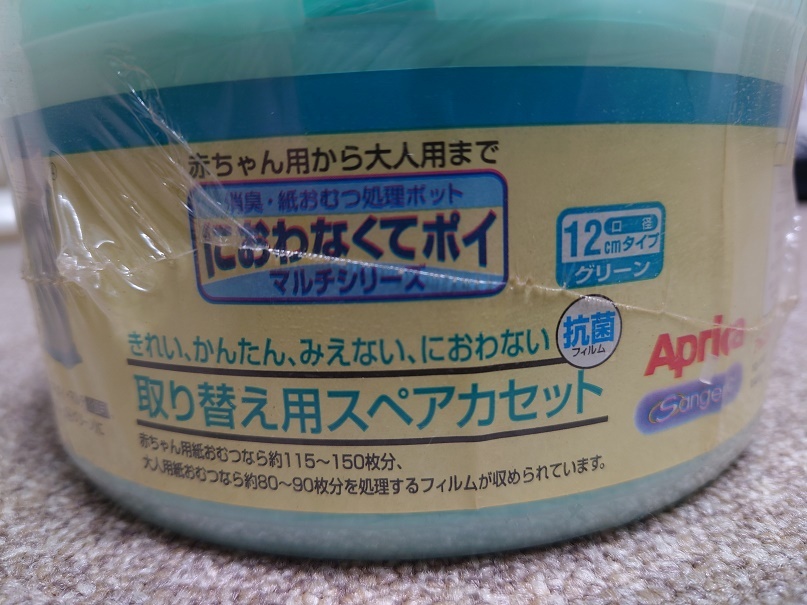 赤ちゃん用から大人用まで
消臭・紙おむつ処理ポット
におわなくてポイ
マルチシリーズ
口径
12cmタイプ
グリーン
きれい、かんたん、みえない、におわない
抗菌
フィルム
取り替え用スペアカセット
Aprica
Sangenic
赤ちゃん用紙おむつなら約115～150枚分、
大人用紙おむつなら約80～90枚分を処理するフィルムが収められています。